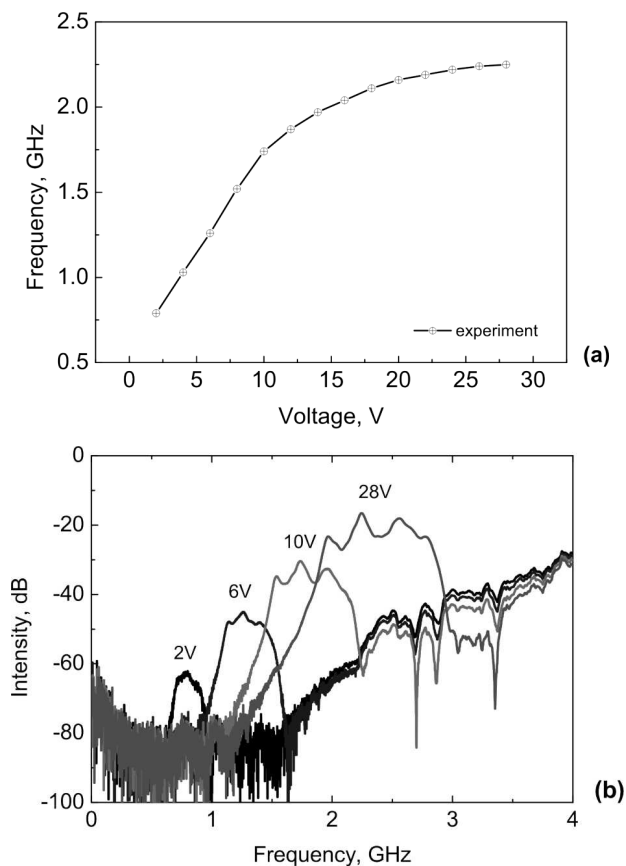 2.5
2.0
1.5
1.0
0.5
Frequency, GHz
0 5 10 15 20 25 30
Voltage, V
experiment
(a)
0
-20
-40
-60
-80
-100
Intensity, dB
28V
10V
6V
2V
0 1 2 3 4
Frequency, GHz
(b)